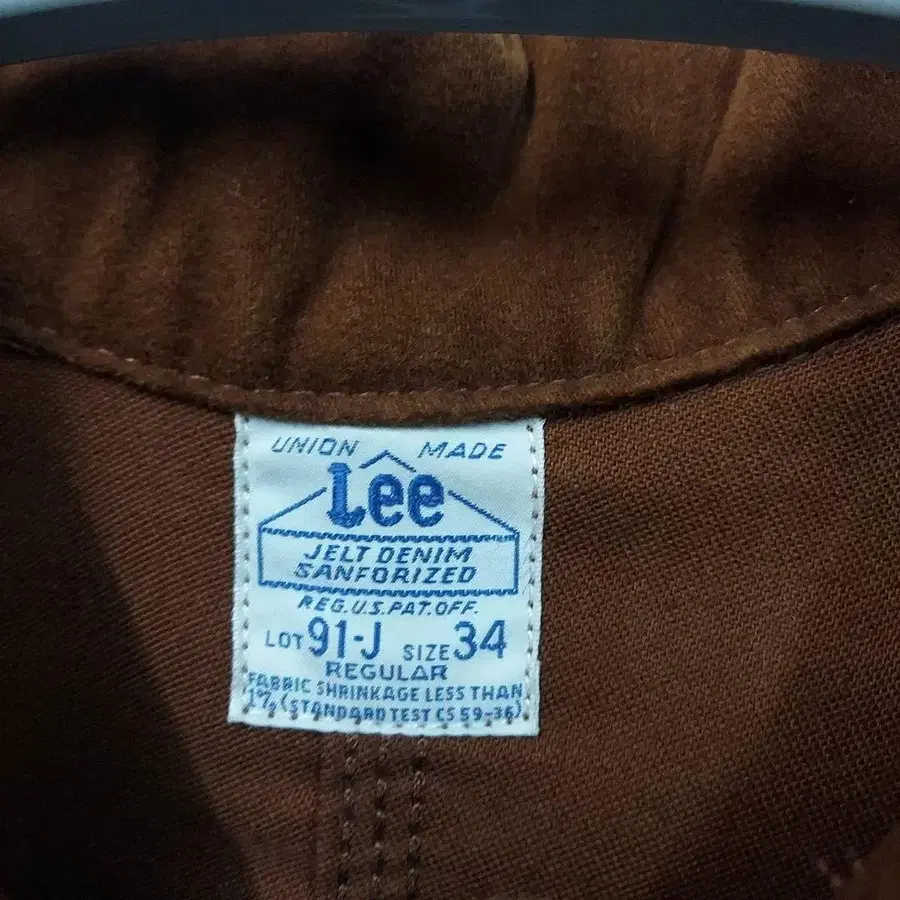 UNION MADE
Lee
JELT DENIM
SANFORIZED
REG.U.S.PAT.OFF.
LOT 91-J SIZE 34
REGULAR
FABRIC SHRINKAGE LESS THAN
1% (STANDARD TEST CS 59-36)